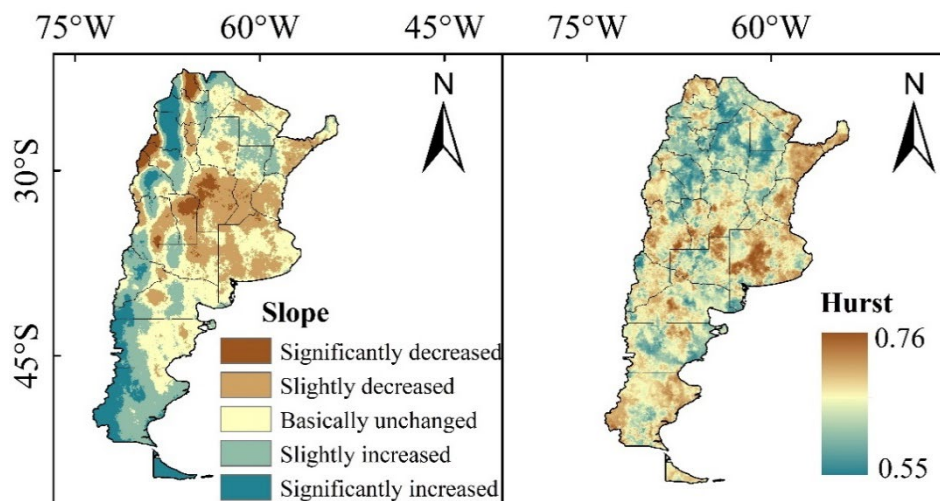 75°W 60°W 45°W 75°W 60°W
N N
30°S
45°S
Slope
Significantly decreased
Slightly decreased
Basically unchanged
Slightly increased
Significantly increased
Hurst
0.76
0.55